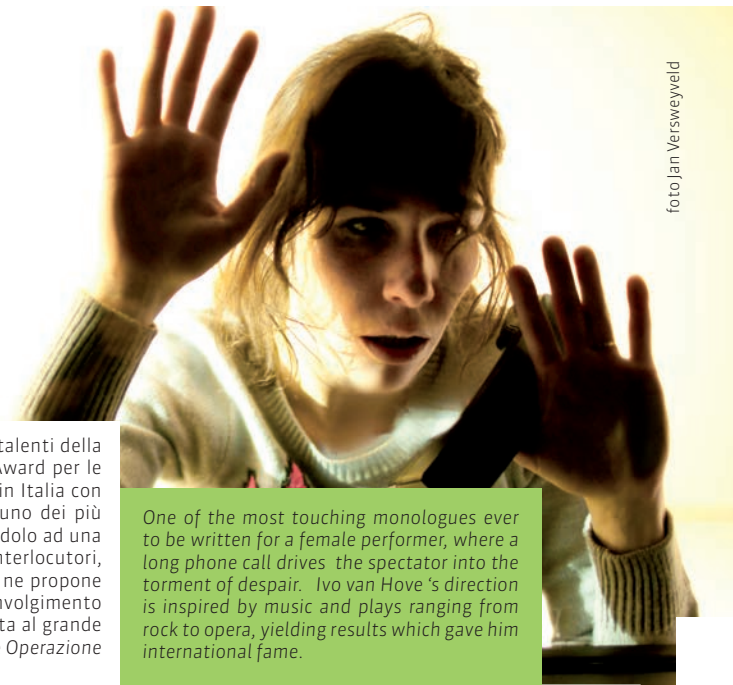 foto Jan Versweyveld
talenti della
Award per le
in Italia con
uno dei più
dolo ad una
nterlocutori,
ne propone
nvolgimento
ta al grande
Operazione
One of the most touching monologues ever
to be written for a female performer, where a
long phone call drives the spectator into the
torment of despair. Ivo van Hove ‘s direction
is inspired by music and plays ranging from
rock to opera, yielding results which gave him
international fame.